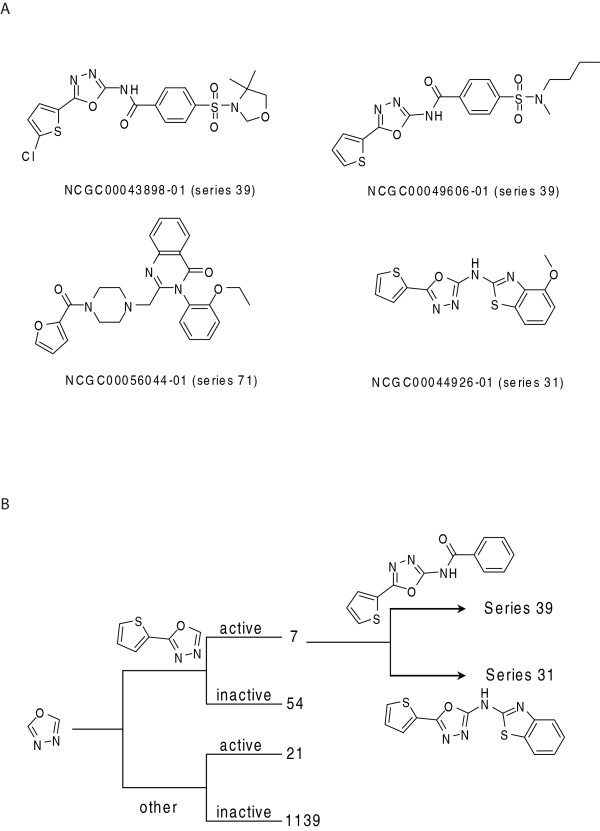 A
NCGC00043898-01 (series 39)
NCGC00049606-01 (series 39)
NCGC00056044-01 (series 71)
NCGC00044926-01 (series 31)
B
active 7
inactive 54
active 21
other
inactive 1139
Series 39
Series 31